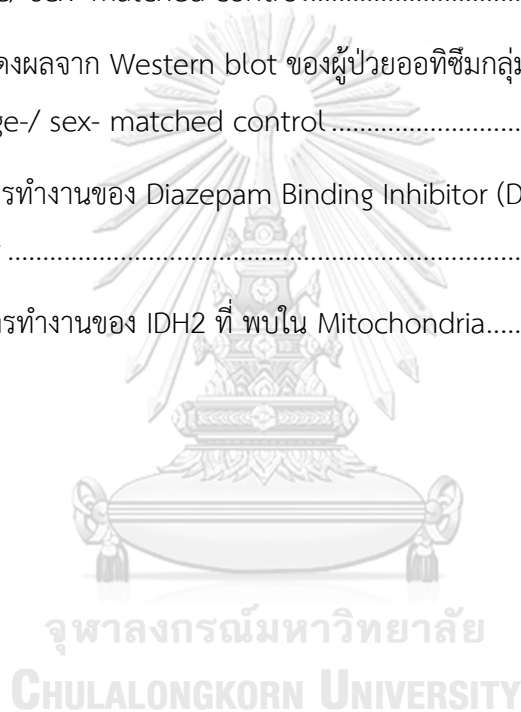 sex- matched control......................
ดงผลจาก Western blot ของผู้ป่วยออทิซึมกลุ่ม
ge-/ sex- matched control..............................
รทำงานของ Diazepam Binding Inhibitor (D
................................................................................
ารทำงานของ IDH2 ที่ พบใน Mitochondria.....
จุฬาลงกรณ์มหาวิทยาลัย
CHULALONGKORN UNIVERSITY